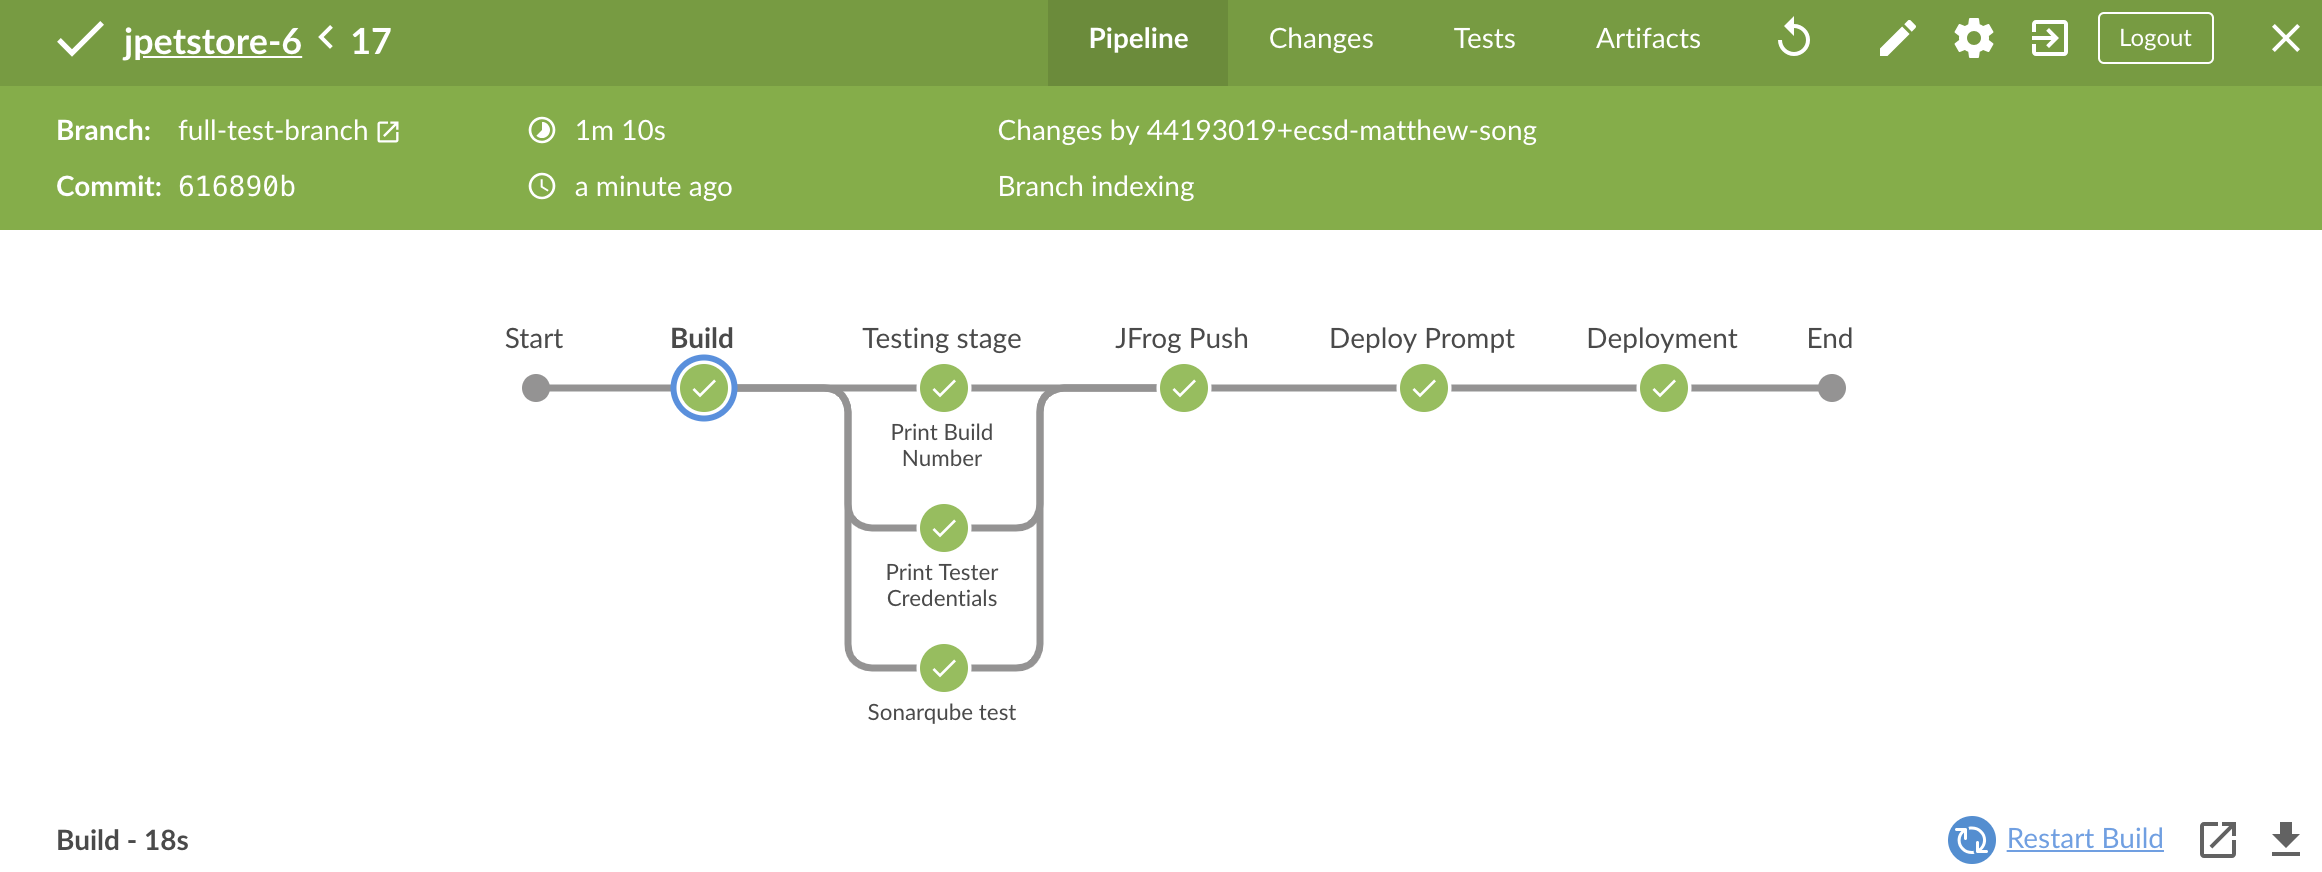 jpetstore-6 < 17
Pipeline
Changes
Tests
Artifacts
Logout
Branch: full-test-branch
1m 10s
Changes by 44193019+ecsd-matthew-song
Commit: 616890b
a minute ago
Branch indexing
Start
Build
Testing stage
JFrog Push
Deploy Prompt
Deployment
End
Print Build
Number
Print Tester
Credentials
Sonarqube test
Build - 18s
Restart Build